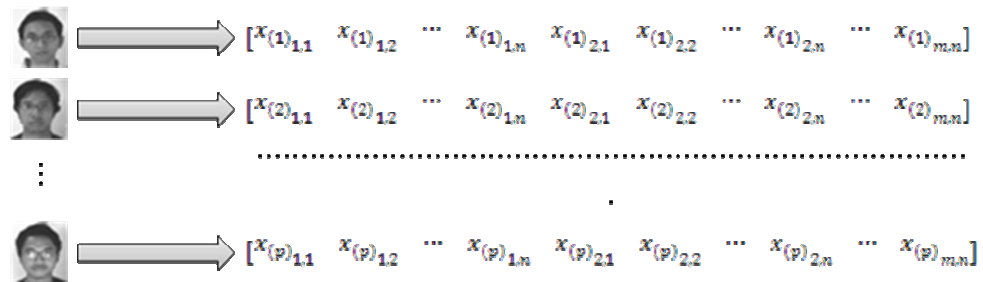 [x(1)1,1 x(1)1,2 ... x(1)1,n x(1)2,1 x(1)2,2 ... x(1)2,n ... x(1)m,n]
[x(2)1,1 x(2)1,2 ... x(2)1,n x(2)2,1 x(2)2,2 ... x(2)2,n ... x(2)m,n]
[x(p)1,1 x(p)1,2 ... x(p)1,n x(p)2,1 x(p)2,2 ... x(p)2,n ... x(p)m,n]